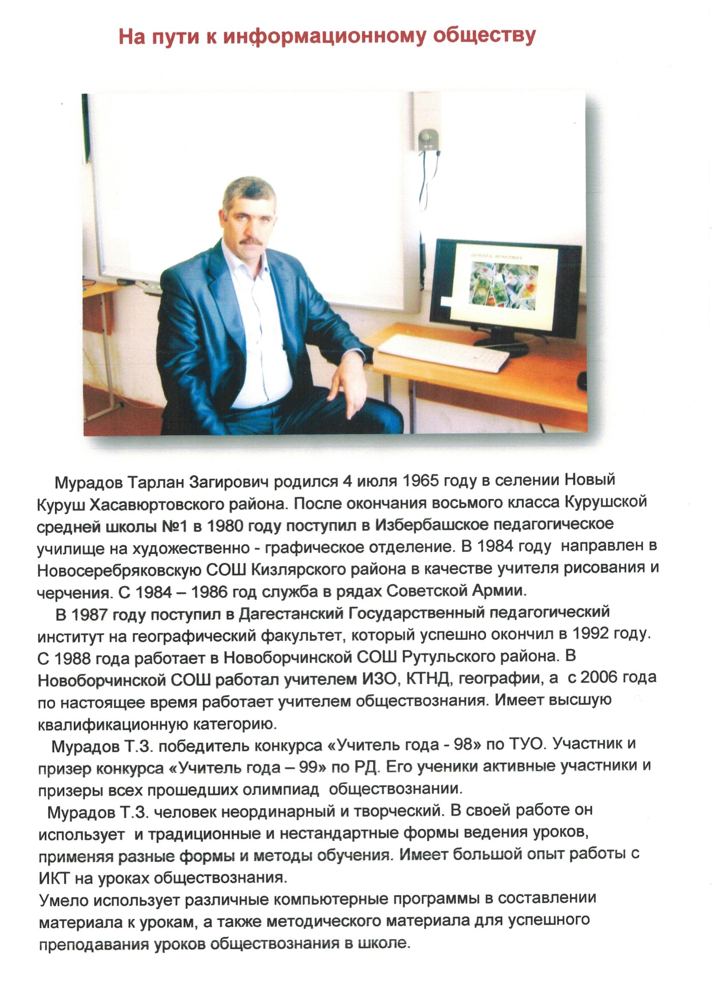 На пути к информационному обществу
Мурадов Тарлан Загирович родился 4 июля 1965 году в селении Новый
Куруш Хасавюртовского района. После окончания восьмого класса Курушской
средней школы №1 в 1980 году поступил в Избербашское педагогическое
училище на художественно - графическое отделение. В 1984 году направлен в
Новосеребряковскую СОШ Кизлярского района в качестве учителя рисования и
черчения. С 1984 – 1986 год служба в рядах Советской Армии.
В 1987 году поступил в Дагестанский Государственный педагогический
институт на географический факультет, который успешно окончил в 1992 году.
С 1988 года работает в Новоборчинской СОШ Рутульского района. В
Новоборчинской СОШ работал учителем ИЗО, КТНД, географии, а с 2006 года
по настоящее время работает учителем обществознания. Имеет высшую
квалификационную категорию.
Мурадов Т.З. победитель конкурса «Учитель года - 98» по ТУО. Участник и
призер конкурса «Учитель года – 99» по РД. Его ученики активные участники и
призеры всех прошедших олимпиад обществознании.
Мурадов Т.З. человек неординарный и творческий. В своей работе он
использует и традиционные и нестандартные формы ведения уроков,
применяя разные формы и методы обучения. Имеет большой опыт работы с
ИКТ на уроках обществознания.
Умело использует различные компьютерные программы в составлении
материала к урокам, а также методического материала для успешного
преподавания уроков обществознания в школе.